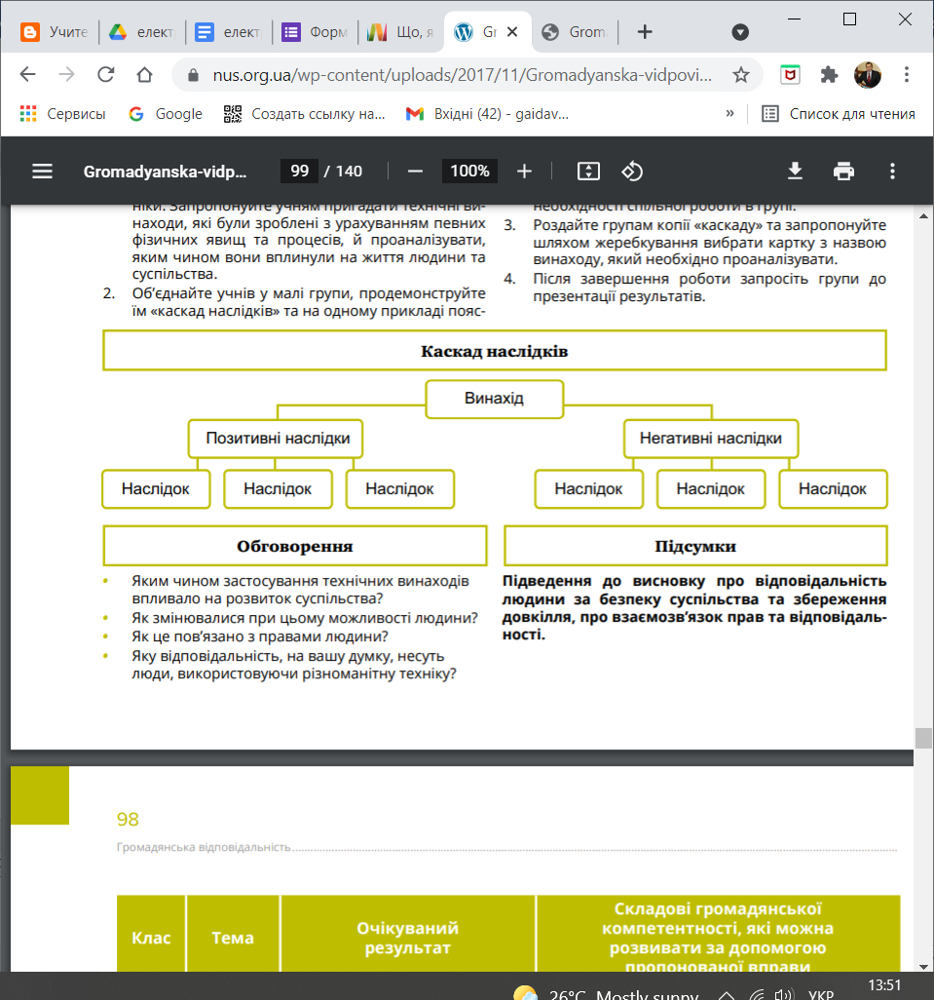 Учите
елект
елект
Форм
Що, я
Gr
Grom
nus.org.ua/wp-content/uploads/2017/11/Gromadyanska-vidpovi...
Сервисы
Google
Создать ссылку на...
Вхідні (42) - gaidav...
»
Список для чтения
Gromadyanska-vidp...
99 / 140
100%
ніки. Запропонуйте учням пригадати технічні ви-
находи, які були зроблені з урахуванням певних
фізичних явищ та процесів, й проаналізувати,
яким чином вони вплинули на життя людини та
суспільства.
2. Об’єднайте учнів у малі групи, продемонструйте
їм «каскад наслідків» та на одному прикладі пояс-
необхідності спільної роботи в групі.
3. Роздайте групам копії «каскаду» та запропонуйте
шляхом жеребкування вибрати картку з назвою
винаходу, який необхідно проаналізувати.
4. Після завершення роботи запросіть групи до
презентації результатів.
Каскад наслідків
Винахід
Позитивні наслідки
Негативні наслідки
Наслідок
Наслідок
Наслідок
Наслідок
Наслідок
Наслідок
Обговорення
• Яким чином застосування технічних винаходів
впливало на розвиток суспільства?
• Як змінювалися при цьому можливості людини?
• Як це пов’язано з правами людини?
• Яку відповідальність, на вашу думку, несуть
люди, використовуючи різноманітну техніку?
Підсумки
Підведення до висновку про відповідальність
людини за безпеку суспільства та збереження
довкілля, про взаємозв’язок прав та відповідаль-
ності.
98
Громадянська відповідальність
Клас
Тема
Очікуваний
результат
Складові громадянської
компетентності, які можна
розвивати за допомогою
пропонованої вправи
26°C Mostly sunny
УКР
13:51